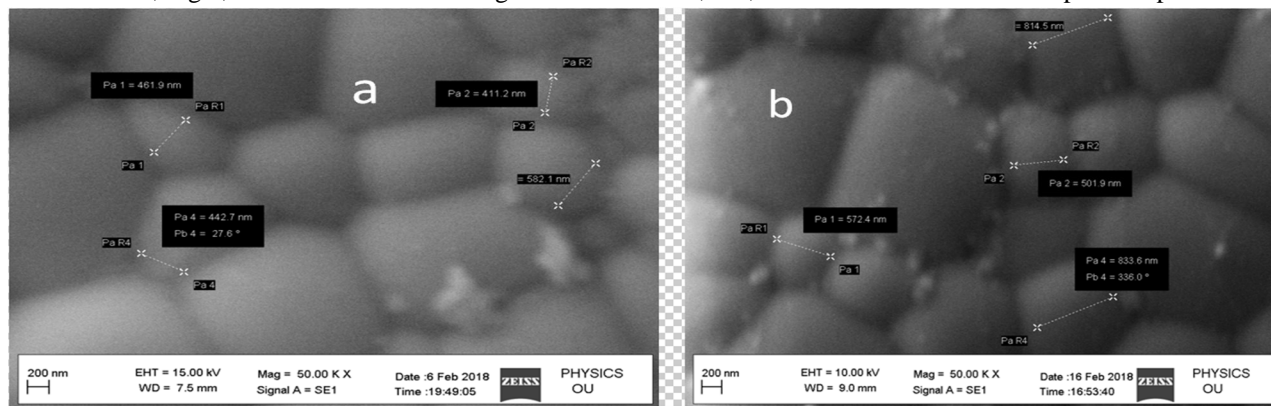 a
Pa 1 = 461.9 nm
Pa R1
Pa 1
Pa R2
Pa 2 = 411.2 nm
Pa 2
= 582.1 nm
Pa 4 = 442.7 nm
Pb 4 = 27.6 °
Pa R4
Pa 4
200 nm
EHT = 15.00 kV
WD = 7.5 mm
Mag = 50.00 K X
Signal A = SE1
Date :6 Feb 2018
Time :19:49:05
ZEISS
PHYSICS
OU
b
= 814.5 nm
Pa R2
Pa 2
Pa 2 = 501.9 nm
Pa 1 = 572.4 nm
Pa R1
Pa 1
Pa 4 = 833.6 nm
Pb 4 = 336.0 °
Pa R4
200 nm
EHT = 10.00 kV
WD = 9.0 mm
Mag = 50.00 K X
Signal A = SE1
Date :16 Feb 2018
Time :16:53:40
ZEISS
PHYSICS
OU